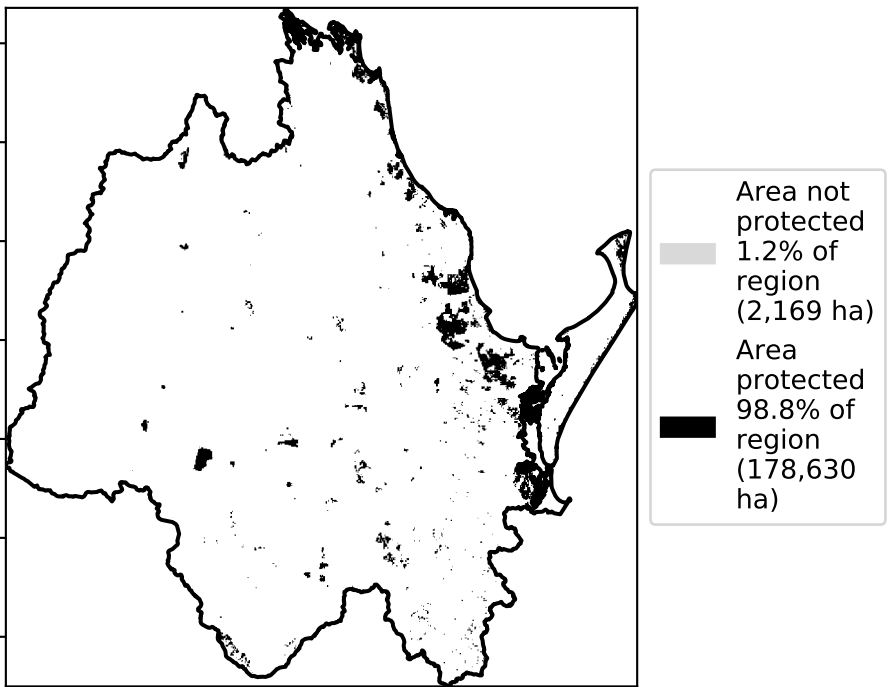 Area not
protected
1.2% of
region
(2,169 ha)
Area
protected
98.8% of
region
(178,630
ha)